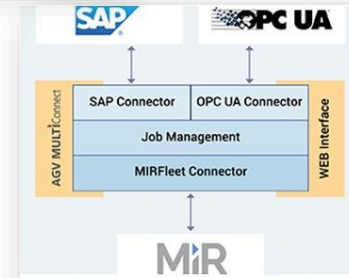 SAP
OPC UA
AGV MULTIConnect
SAP Connector
OPC UA Connector
Job Management
MIRFleet Connector
WEB Interface
MiR